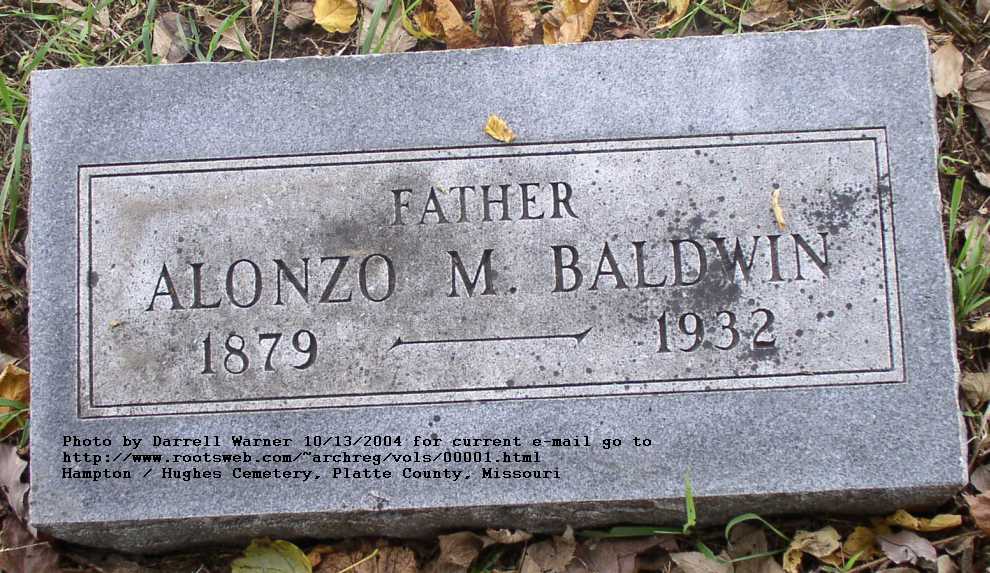 FATHER
ALONZO M. BALDWIN
1879 1932
Photo by Darrell Warner 10/13/2004 for current e-mail go to
http://www.rootsweb.com/~archreg/vols/00001.html
Hampton / Hughes Cemetery, Platte County, Missouri